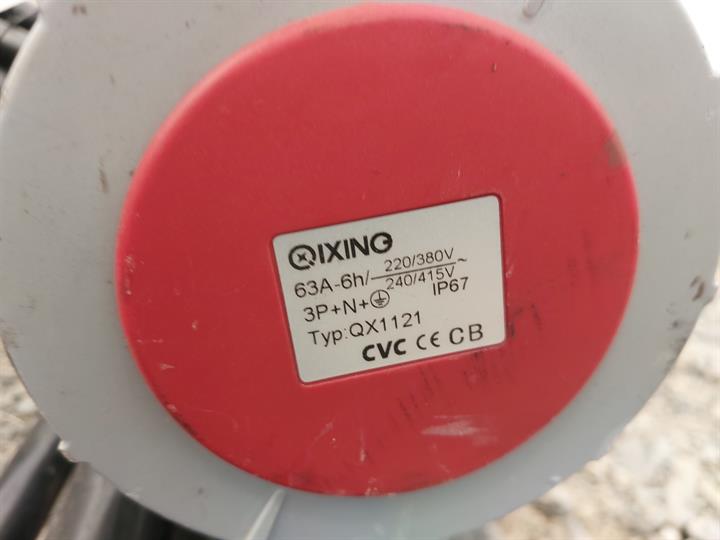 QIXING
63A-6h/220/380V~
240/415V
3P+N+⏚ IP67
Typ:QX1121
CVC CE CB